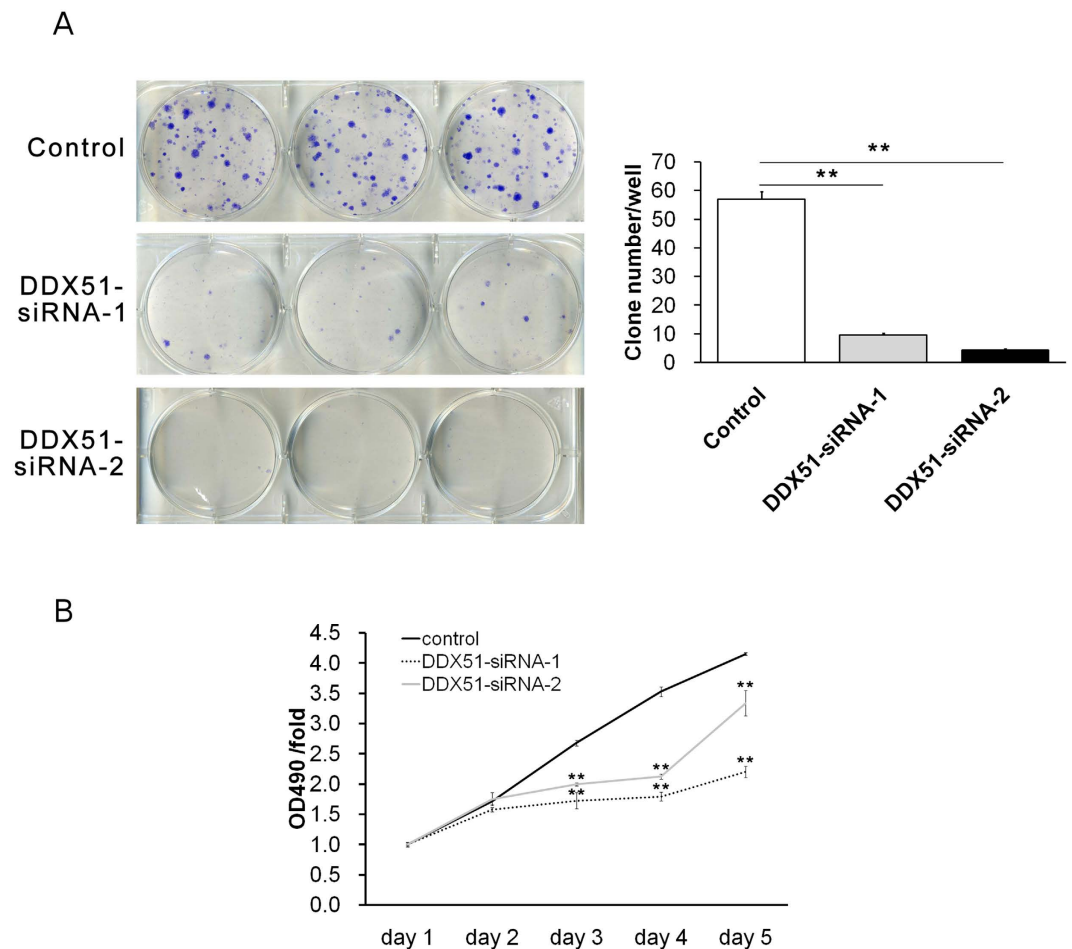 A
Control
DDX51-
siRNA-1
DDX51-
siRNA-2
Clone number/well
70
60
50
40
30
20
10
0
**
**
Control
DDX51-siRNA-1
DDX51-siRNA-2
B
OD490 /fold
4.5
4.0
3.5
3.0
2.5
2.0
1.5
1.0
0.5
0.0
control
DDX51-siRNA-1
DDX51-siRNA-2
**
**
**
**
**
**
day 1 day 2 day 3 day 4 day 5